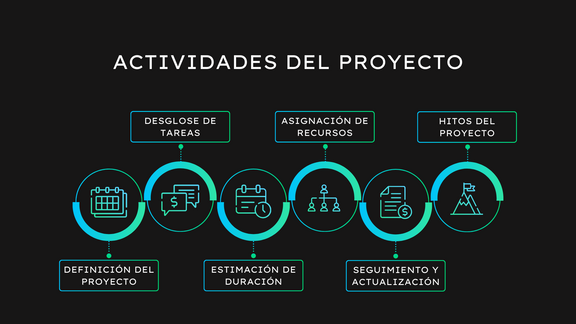 ACTIVIDADES DEL PROYECTO
DESGLOSE DE
TAREAS
ASIGNACIÓN DE
RECURSOS
HITOS DEL
PROYECTO
$
$
DEFINICIÓN DEL
PROYECTO
ESTIMACIÓN DE
DURACIÓN
SEGUIMIENTO Y
ACTUALIZACIÓN